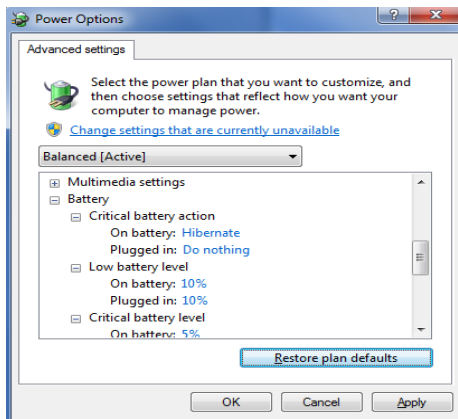 Power Options
Advanced settings
Select the power plan that you want to customize, and
then choose settings that reflect how you want your
computer to manage power.
Change settings that are currently unavailable
Balanced [Active]
Multimedia settings
Battery
Critical battery action
On battery: Hibernate
Plugged in: Do nothing
Low battery level
On battery: 10%
Plugged in: 10%
Critical battery level
On battery: 5%
Restore plan defaults
OK Cancel Apply